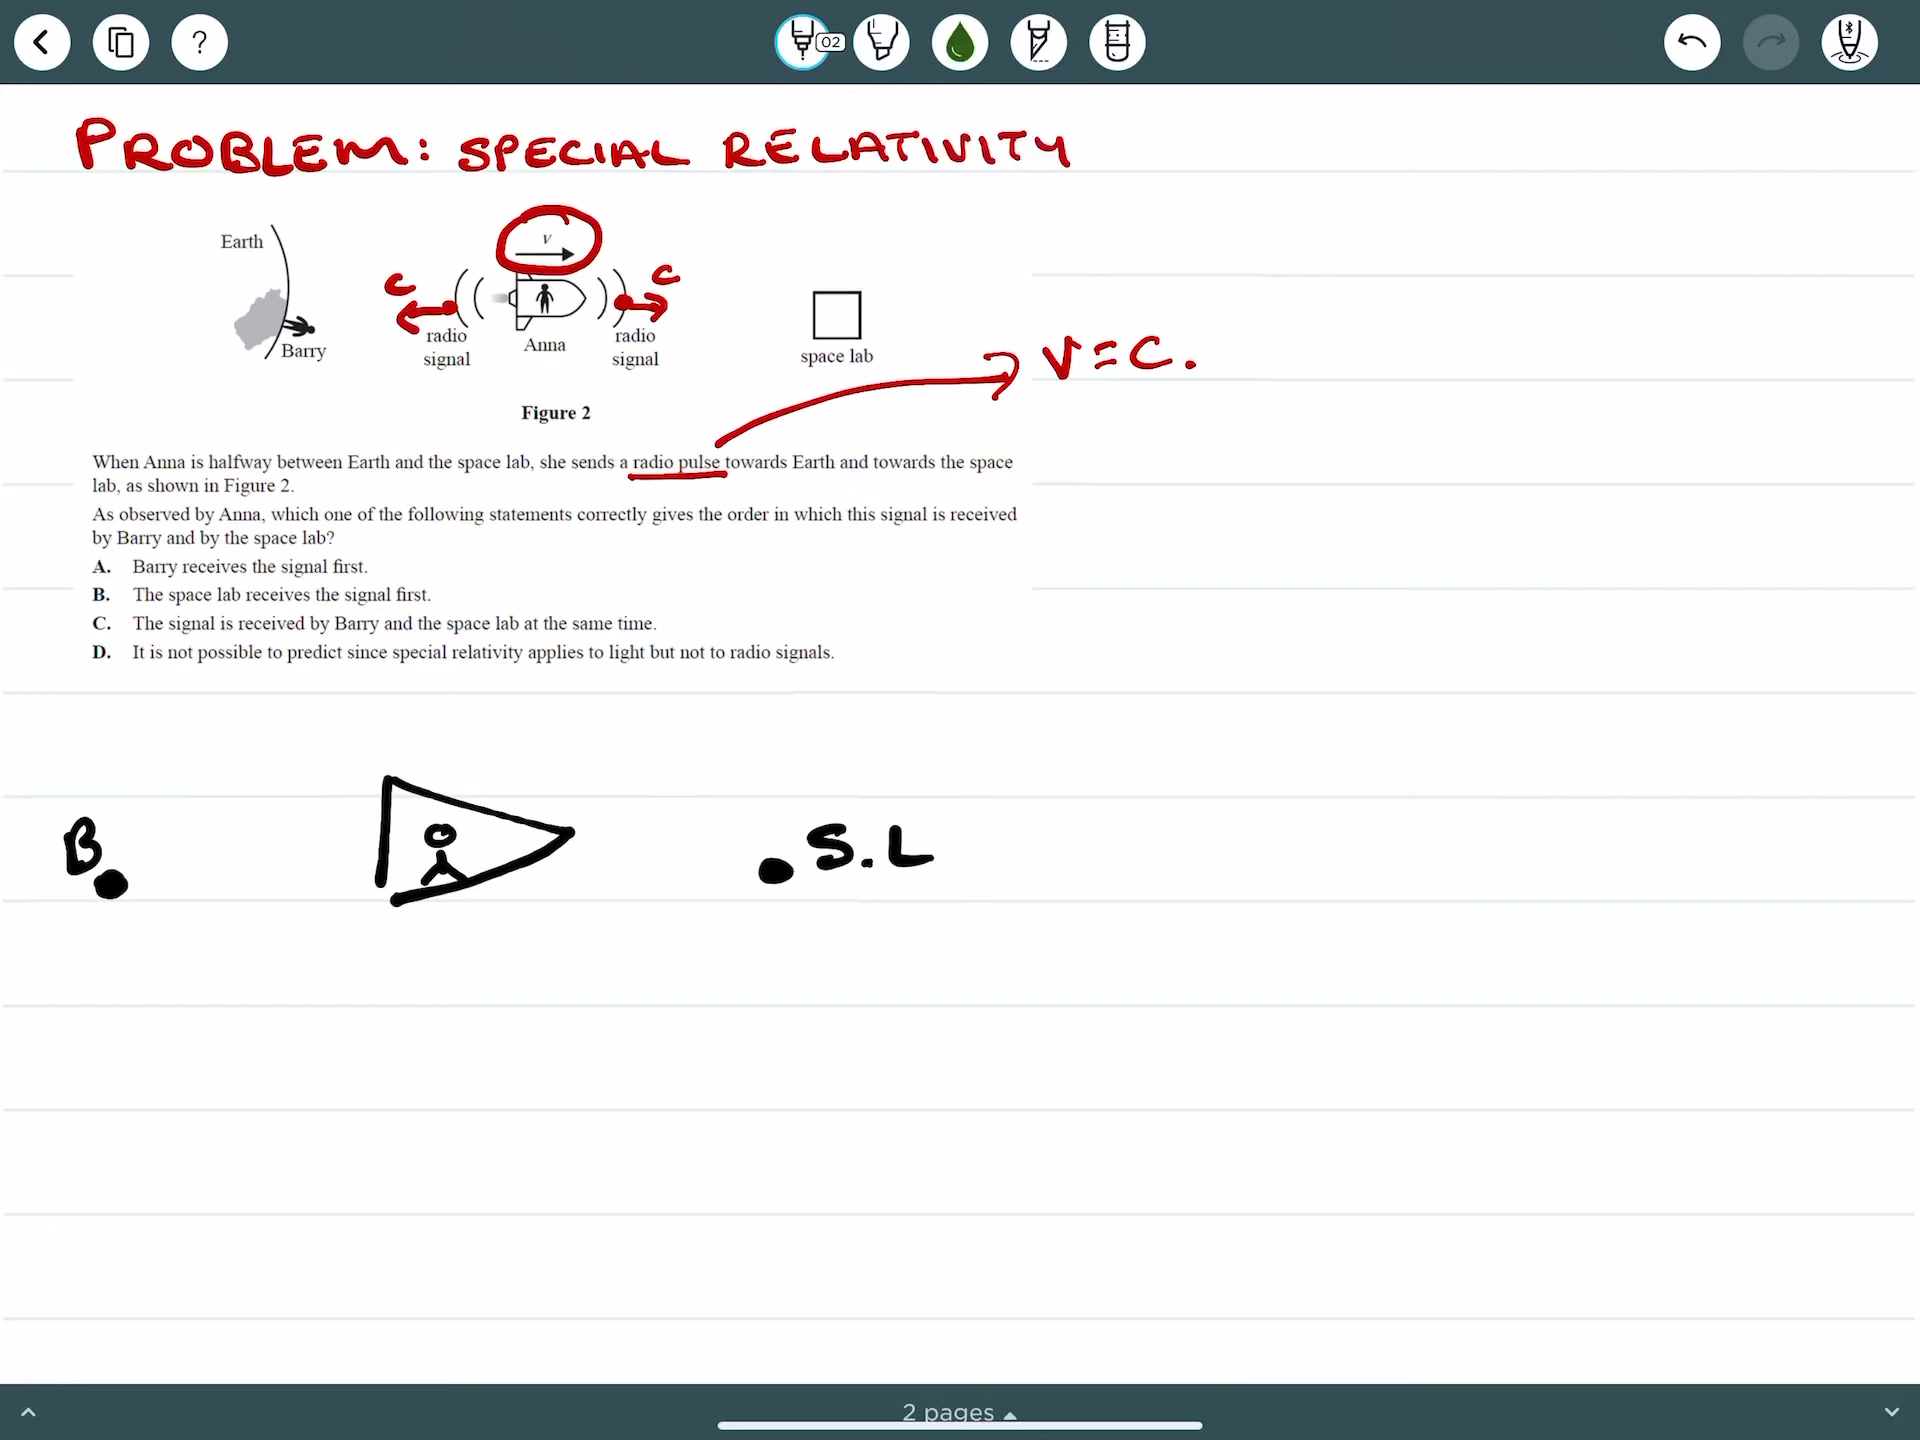 ?
02
PROBLEM: SPECIAL RELATIVITY
Earth
V
C
C
radio
signal
Anna
radio
signal
Barry
space lab
V = C.
Figure 2
When Anna is halfway between Earth and the space lab, she sends a radio pulse towards Earth and towards the space
lab, as shown in Figure 2.
As observed by Anna, which one of the following statements correctly gives the order in which this signal is received
by Barry and by the space lab?
A. Barry receives the signal first.
B. The space lab receives the signal first.
C. The signal is received by Barry and the space lab at the same time.
D. It is not possible to predict since special relativity applies to light but not to radio signals.
B
S.L
2 pages